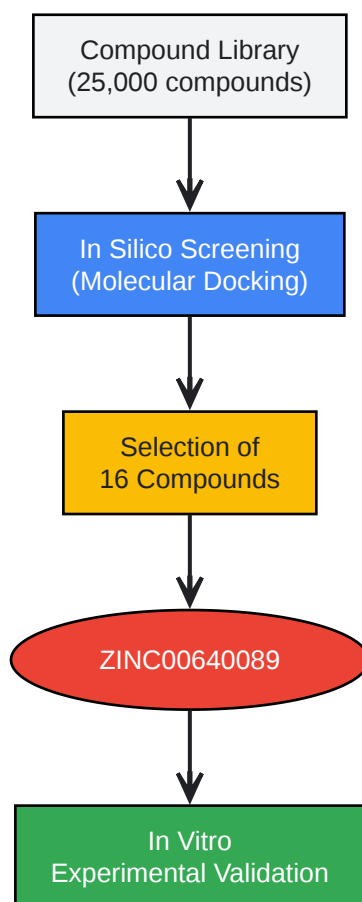 Compound Library
(25,000 compounds)
In Silico Screening
(Molecular Docking)
Selection of
16 Compounds
ZINC00640089
In Vitro
Experimental Validation